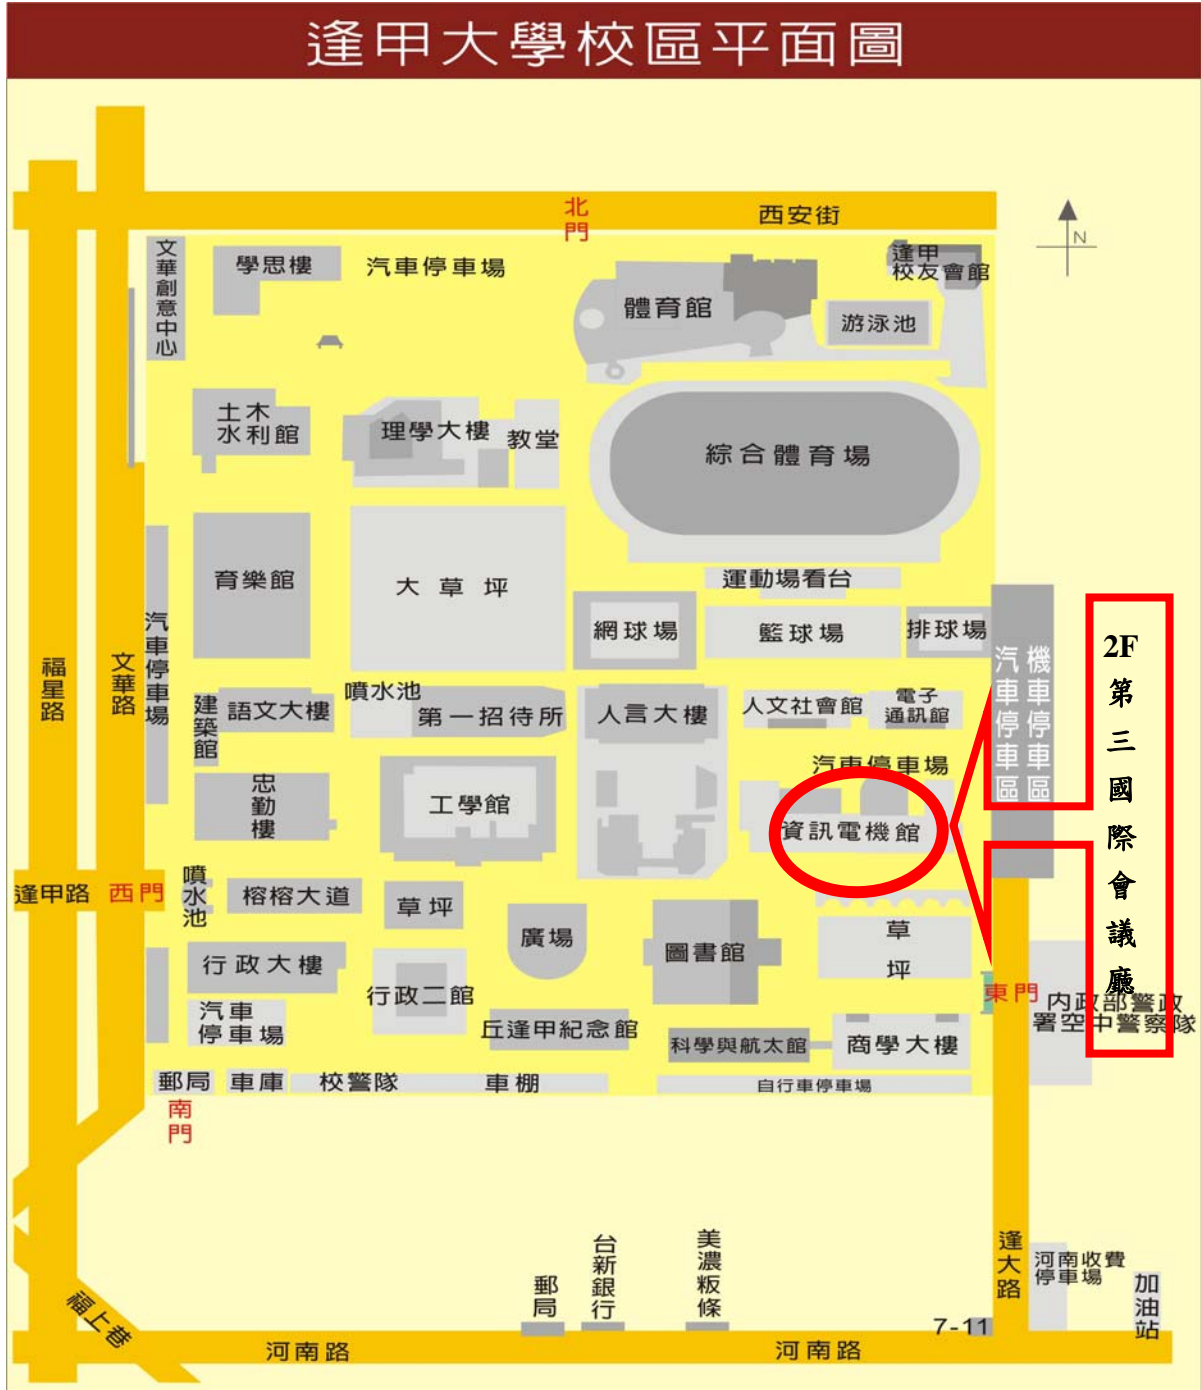 逢甲大學校區平面圖
北門
西安街
N
文華創意中心
學思樓
汽車停車場
體育館
游泳池
逢甲
校友會館
土木
水利館
理學大樓
教堂
綜合體育場
育樂館
大草坪
運動場看台
網球場
籃球場
排球場
汽車停車場
福星路
文華路
汽車停車區
機車停車區
2F
第三國際會議廳
建築館
語文大樓
噴水池
第一招待所
人言大樓
人文社會館
電子
通訊館
汽車停車場
忠勤樓
工學館
資訊電機館
逢甲路
西門
噴水池
榕榕大道
草坪
廣場
圖書館
草坪
行政大樓
行政二館
汽車
停車場
丘逢甲紀念館
科學與航太館
商學大樓
東門
內政部警政
署空中警察隊
郵局
車庫
校警隊
車棚
自行車停車場
南門
福上巷
郵局
台新銀行
美濃粄條
逢大路
河南收費
停車場
加油站
7-11
河南路
河南路